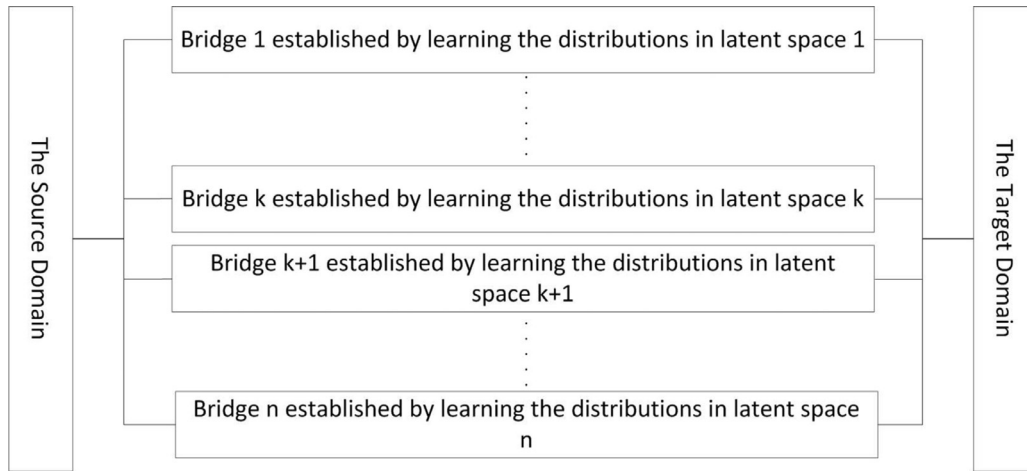 The Source Domain
Bridge 1 established by learning the distributions in latent space 1
Bridge k established by learning the distributions in latent space k
Bridge k+1 established by learning the distributions in latent
space k+1
Bridge n established by learning the distributions in latent space
n
The Target Domain